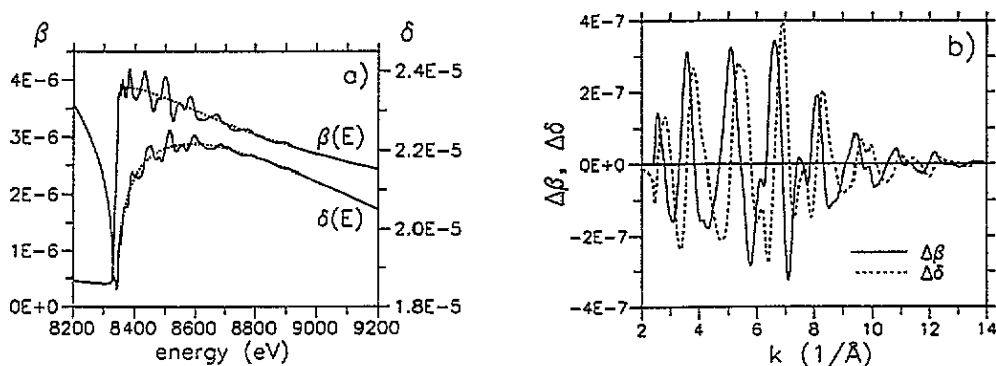 β
δ
a)
4E-6
3E-6
2E-6
1E-6
0E+0
2.4E-5
2.2E-5
2.0E-5
1.8E-5
β(E)
δ(E)
8200 8400 8600 8800 9000 9200
energy (eV)
b)
4E-7
2E-7
0E+0
-2E-7
-4E-7
Δβ, Δδ
Δβ
Δδ
2 4 6 8 10 12 14
k (1/Å)